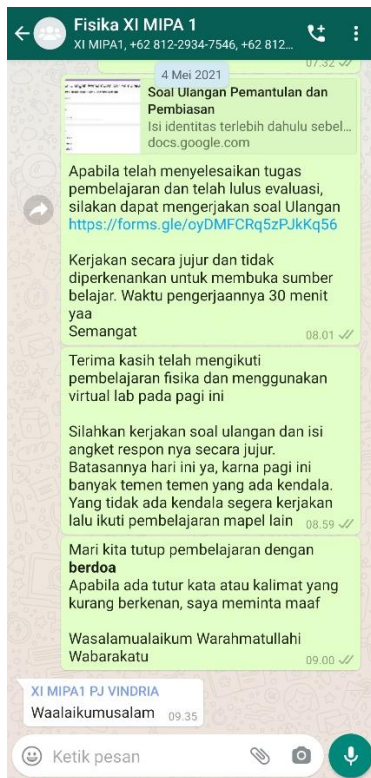 Fisika XI MIPA 1
XI MIPA1, +62 812-2934-7546, +62 812...
07.32
4 Mei 2021
Soal Ulangan Pemantulan dan
Pembiasan
Isi identitas terlebih dahulu sebel...
docs.google.com
Apabila telah menyelesaikan tugas
pembelajaran dan telah lulus evaluasi,
silakan dapat mengerjakan soal Ulangan
https://forms.gle/oyDMFCRq5zPJkKq56
Kerjakan secara jujur dan tidak
diperkenankan untuk membuka sumber
belajar. Waktu pengerjaannya 30 menit
yaa
Semangat
08.01
Terima kasih telah mengikuti
pembelajaran fisika dan menggunakan
virtual lab pada pagi ini
Silahkan kerjakan soal ulangan dan isi
angket respon nya secara jujur.
Batasannya hari ini ya, karna pagi ini
banyak temen temen yang ada kendala.
Yang tidak ada kendala segera kerjakan
lalu ikuti pembelajaran mapel lain
08.59
Mari kita tutup pembelajaran dengan
berdoa
Apabila ada tutur kata atau kalimat yang
kurang berkenan, saya meminta maaf
Wasalamualaikum Warahmatullahi
Wabarakatu
09.00
XI MIPA1 PJ VINDRIA
Waalaikumusalam 09.35
Ketik pesan